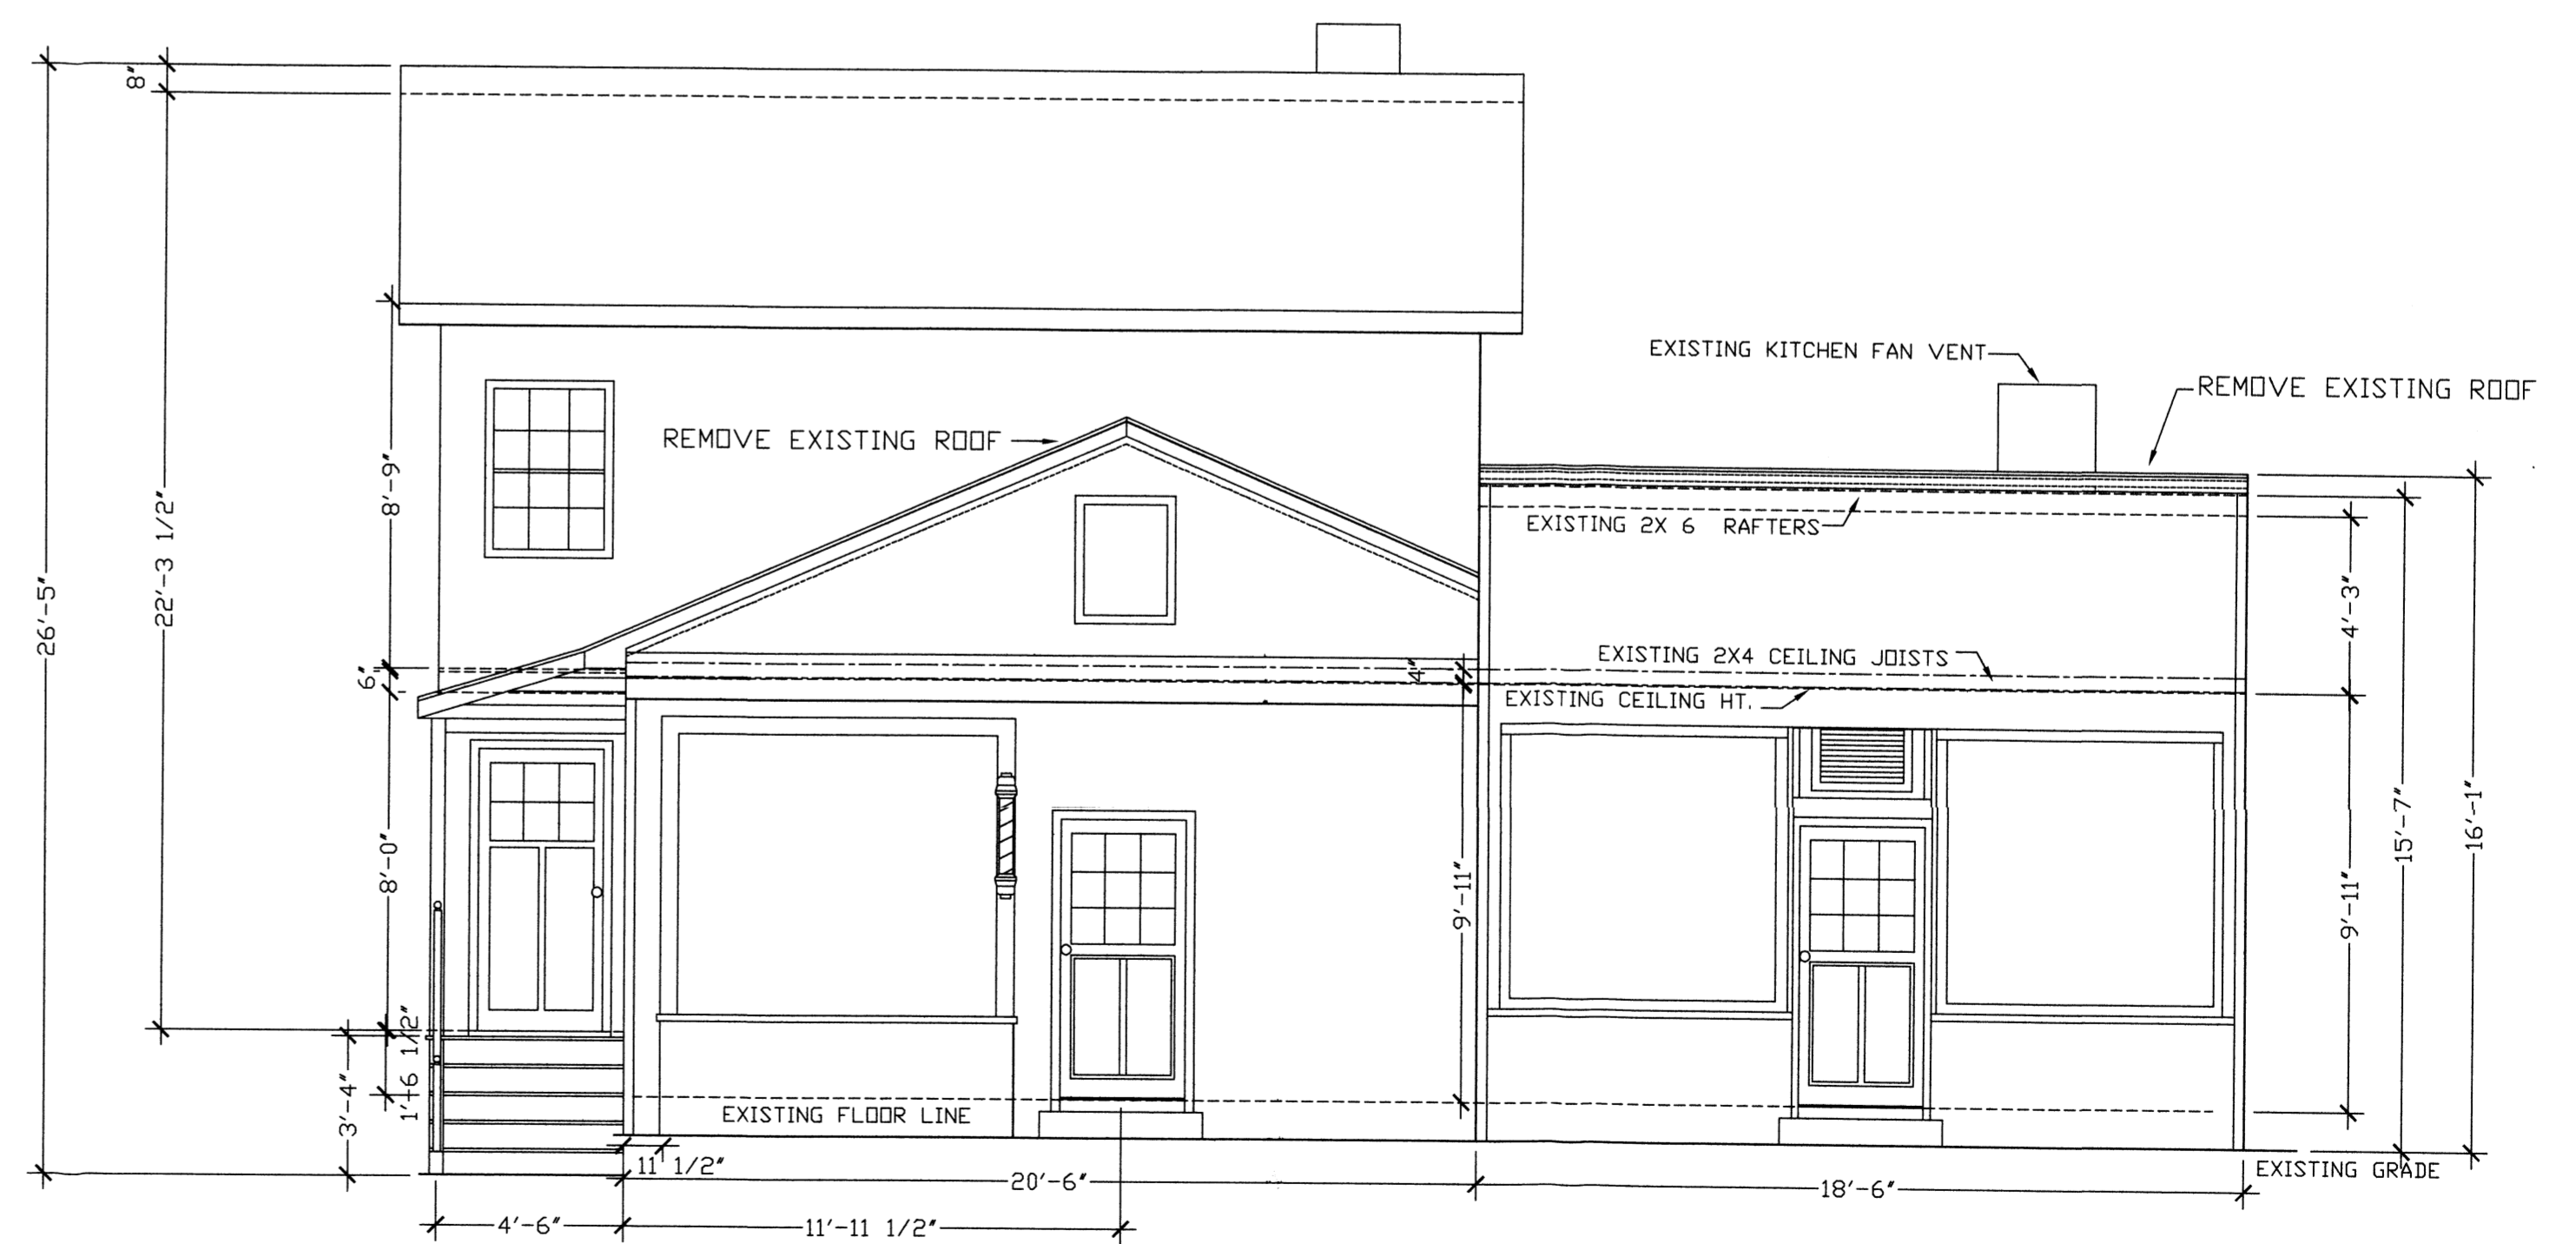 8"
EXISTING KITCHEN FAN VENT
REMOVE EXISTING ROOF
REMOVE EXISTING ROOF
8'-9"
22'-3 1/2"
26'-5"
EXISTING 2X 6 RAFTERS
4'-3"
EXISTING 2X4 CEILING JOISTS
6"
4"
EXISTING CEILING HT.
8'-0"
9'-11"
9'-11"
15'-7"
16'-1"
1'-6 1/2"
3'-4"
EXISTING FLOOR LINE
11 1/2"
EXISTING GRADE
20'-6"
18'-6"
4'-6"
11'-11 1/2"